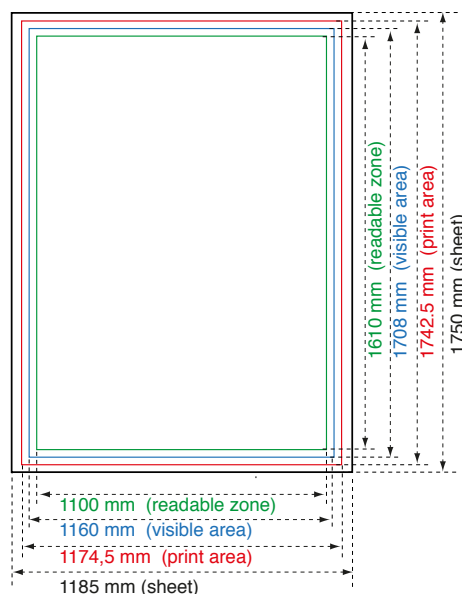 1610 mm (readable zone)
1708 mm (visible area)
1742.5 mm (print area)
1750 mm (sheet)
1100 mm (readable zone)
1160 mm (visible area)
1174,5 mm (print area)
1185 mm (sheet)